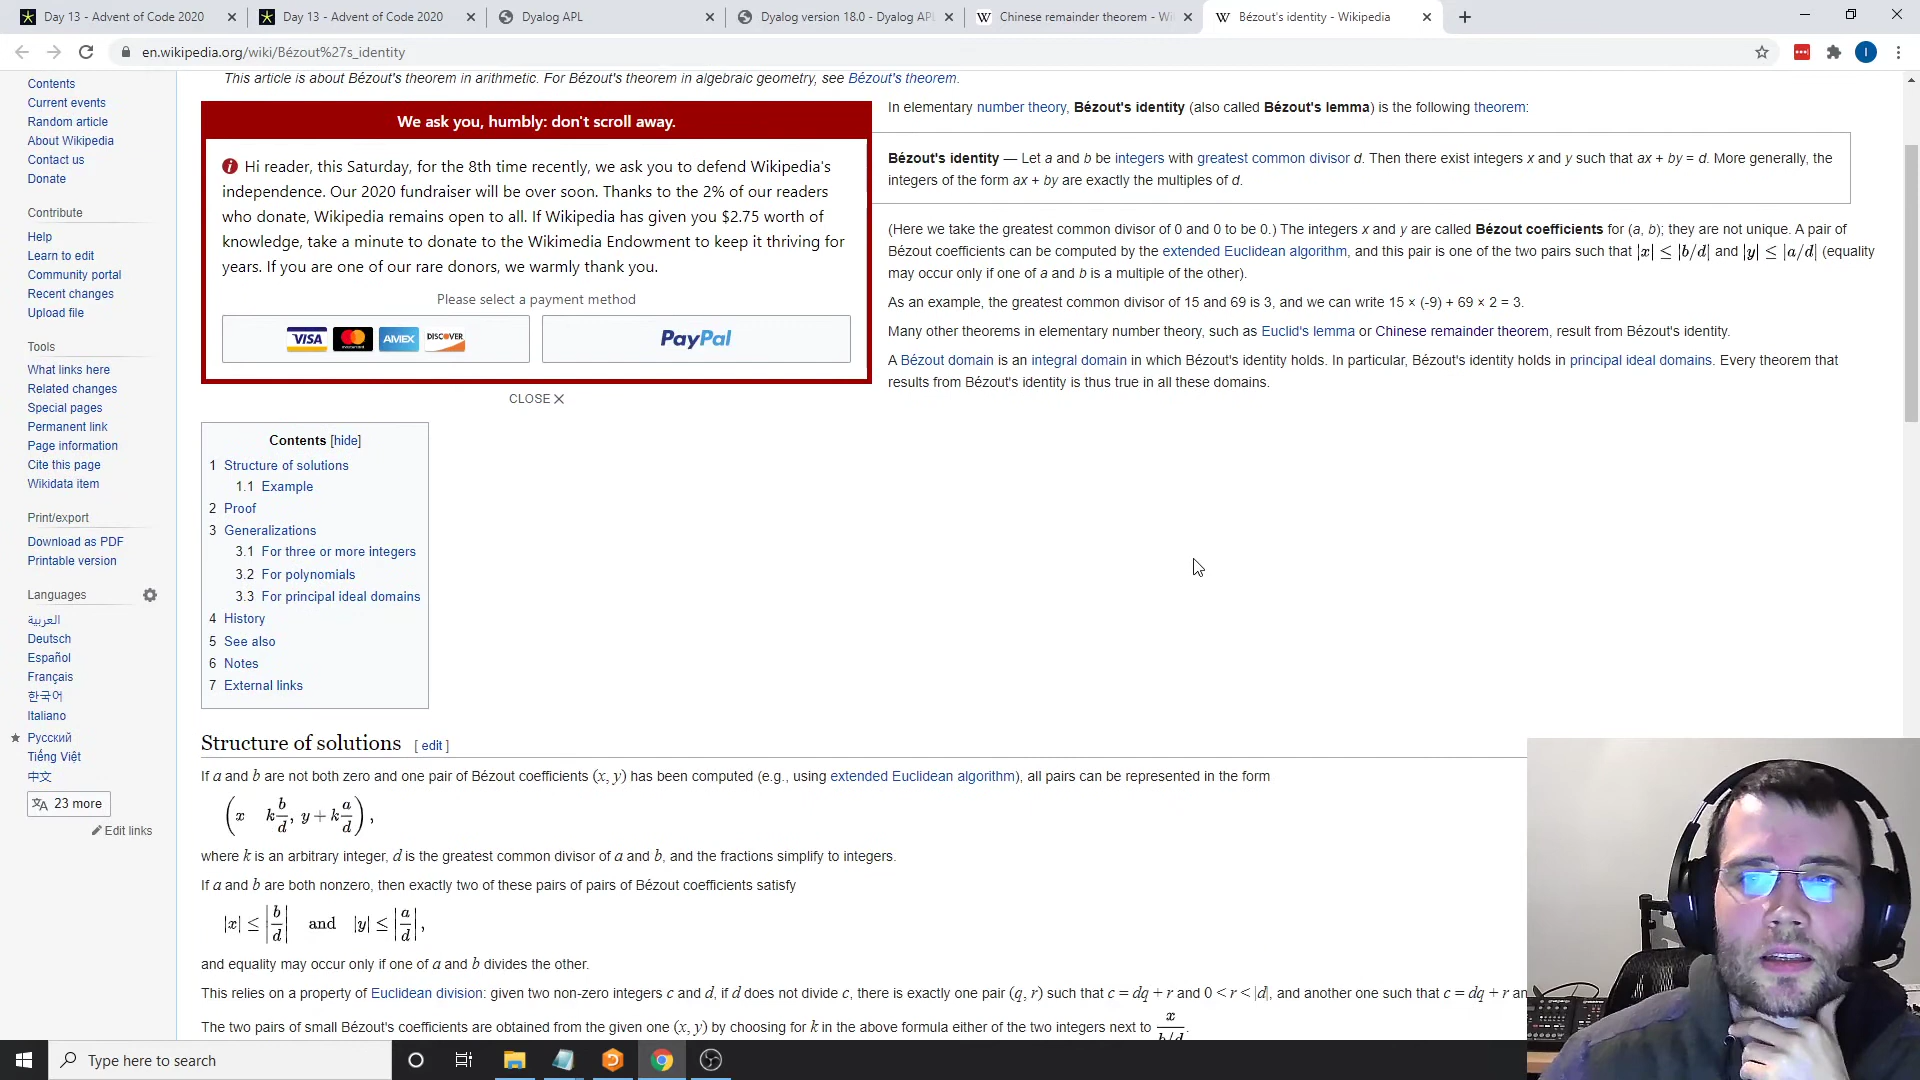 Day 13 - Advent of Code 2020
Day 13 - Advent of Code 2020
Dyalog APL
Dyalog version 18.0 - Dyalog APL
Chinese remainder theorem - Wi
Bézout's identity - Wikipedia
en.wikipedia.org/wiki/Bézout%27s_identity
I
Contents
Current events
Random article
About Wikipedia
Contact us
Donate
Contribute
Help
Learn to edit
Community portal
Recent changes
Upload file
Tools
What links here
Related changes
Special pages
Permanent link
Page information
Cite this page
Wikidata item
Print/export
Download as PDF
Printable version
Languages
العربية
Deutsch
Español
Français
한국어
Italiano
Русский
Tiếng Việt
中文
23 more
Edit links
This article is about Bézout's theorem in arithmetic. For Bézout's theorem in algebraic geometry, see Bézout's theorem.
We ask you, humbly: don't scroll away.
Hi reader, this Saturday, for the 8th time recently, we ask you to defend Wikipedia's
independence. Our 2020 fundraiser will be over soon. Thanks to the 2% of our readers
who donate, Wikipedia remains open to all. If Wikipedia has given you $2.75 worth of
knowledge, take a minute to donate to the Wikimedia Endowment to keep it thriving for
years. If you are one of our rare donors, we warmly thank you.
Please select a payment method
VISA MasterCard AMEX DISCOVER
PayPal
CLOSE X
In elementary number theory, Bézout's identity (also called Bézout's lemma) is the following theorem:
Bézout's identity — Let a and b be integers with greatest common divisor d. Then there exist integers x and y such that ax + by = d. More generally, the
integers of the form ax + by are exactly the multiples of d.
(Here we take the greatest common divisor of 0 and 0 to be 0.) The integers x and y are called Bézout coefficients for (a, b); they are not unique. A pair of
Bézout coefficients can be computed by the extended Euclidean algorithm, and this pair is one of the two pairs such that |x| ≤ |b/d| and |y| ≤ |a/d| (equality
may occur only if one of a and b is a multiple of the other).
As an example, the greatest common divisor of 15 and 69 is 3, and we can write 15 × (-9) + 69 × 2 = 3.
Many other theorems in elementary number theory, such as Euclid's lemma or Chinese remainder theorem, result from Bézout's identity.
A Bézout domain is an integral domain in which Bézout's identity holds. In particular, Bézout's identity holds in principal ideal domains. Every theorem that
results from Bézout's identity is thus true in all these domains.
Contents [hide]
1 Structure of solutions
1.1 Example
2 Proof
3 Generalizations
3.1 For three or more integers
3.2 For polynomials
3.3 For principal ideal domains
4 History
5 See also
6 Notes
7 External links
Structure of solutions [ edit ]
If a and b are not both zero and one pair of Bézout coefficients (x, y) has been computed (e.g., using extended Euclidean algorithm), all pairs can be represented in the form
(x k b/d, y + k a/d),
where k is an arbitrary integer, d is the greatest common divisor of a and b, and the fractions simplify to integers.
If a and b are both nonzero, then exactly two of these pairs of pairs of Bézout coefficients satisfy
|x| ≤ |b/d| and |y| ≤ |a/d|,
and equality may occur only if one of a and b divides the other.
This relies on a property of Euclidean division: given two non-zero integers c and d, if d does not divide c, there is exactly one pair (q, r) such that c = dq + r and 0 < r < |d|, and another one such that c = dq + r an
The two pairs of small Bézout's coefficients are obtained from the given one (x, y) by choosing for k in the above formula either of the two integers next to x/(b/d).
Type here to search